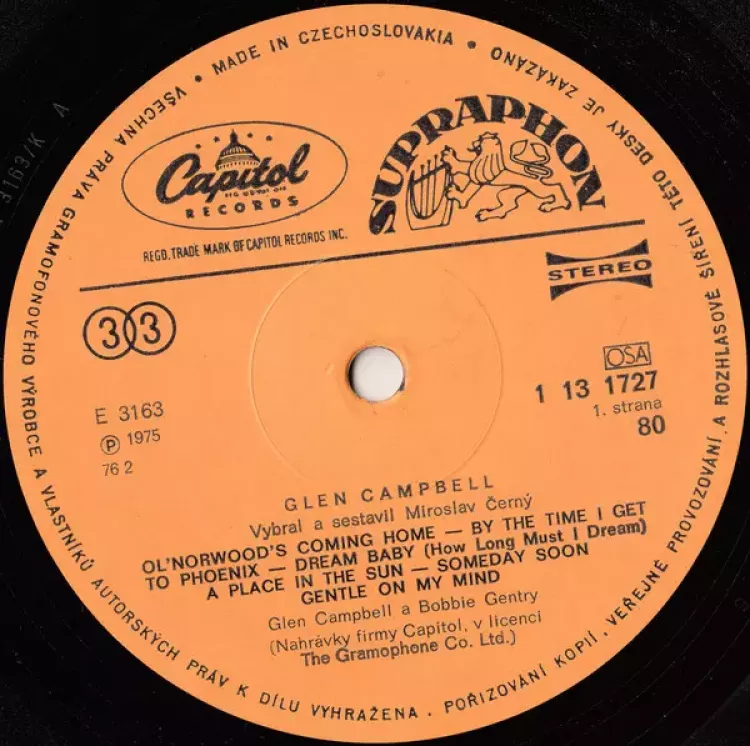 VŠECHNA PRÁVA GRAMOFONOVÉHO VÝROBCE A VLASTNÍKŮ AUTORSKÝCH PRÁV K DÍLU VYHRAŽENA . POŘIZOVÁNÍ KOPIÍ, VEŘEJNÉ PROVOZOVÁNÍ A ROZHLASOVÉ ŠÍŘENÍ TÉTO DESKY JE ZAKÁZÁNO
• MADE IN CZECHOSLOVAKIA •
3163/K A
Capitol
RECORDS
REGD. TRADE MARK OF CAPITOL RECORDS INC.
SUPRAPHON
STEREO
33
OSA
E 3163
Ⓟ 1975
76 2
1 13 1727
1. strana
80
GLEN CAMPBELL
Vybral a sestavil Miroslav Černý
OL'NORWOOD'S COMING HOME — BY THE TIME I GET
TO PHOENIX — DREAM BABY (How Long Must I Dream)
A PLACE IN THE SUN — SOMEDAY SOON
GENTLE ON MY MIND
Glen Campbell a Bobbie Gentry
(Nahrávky firmy Capitol, v licenci
The Gramophone Co. Ltd.)